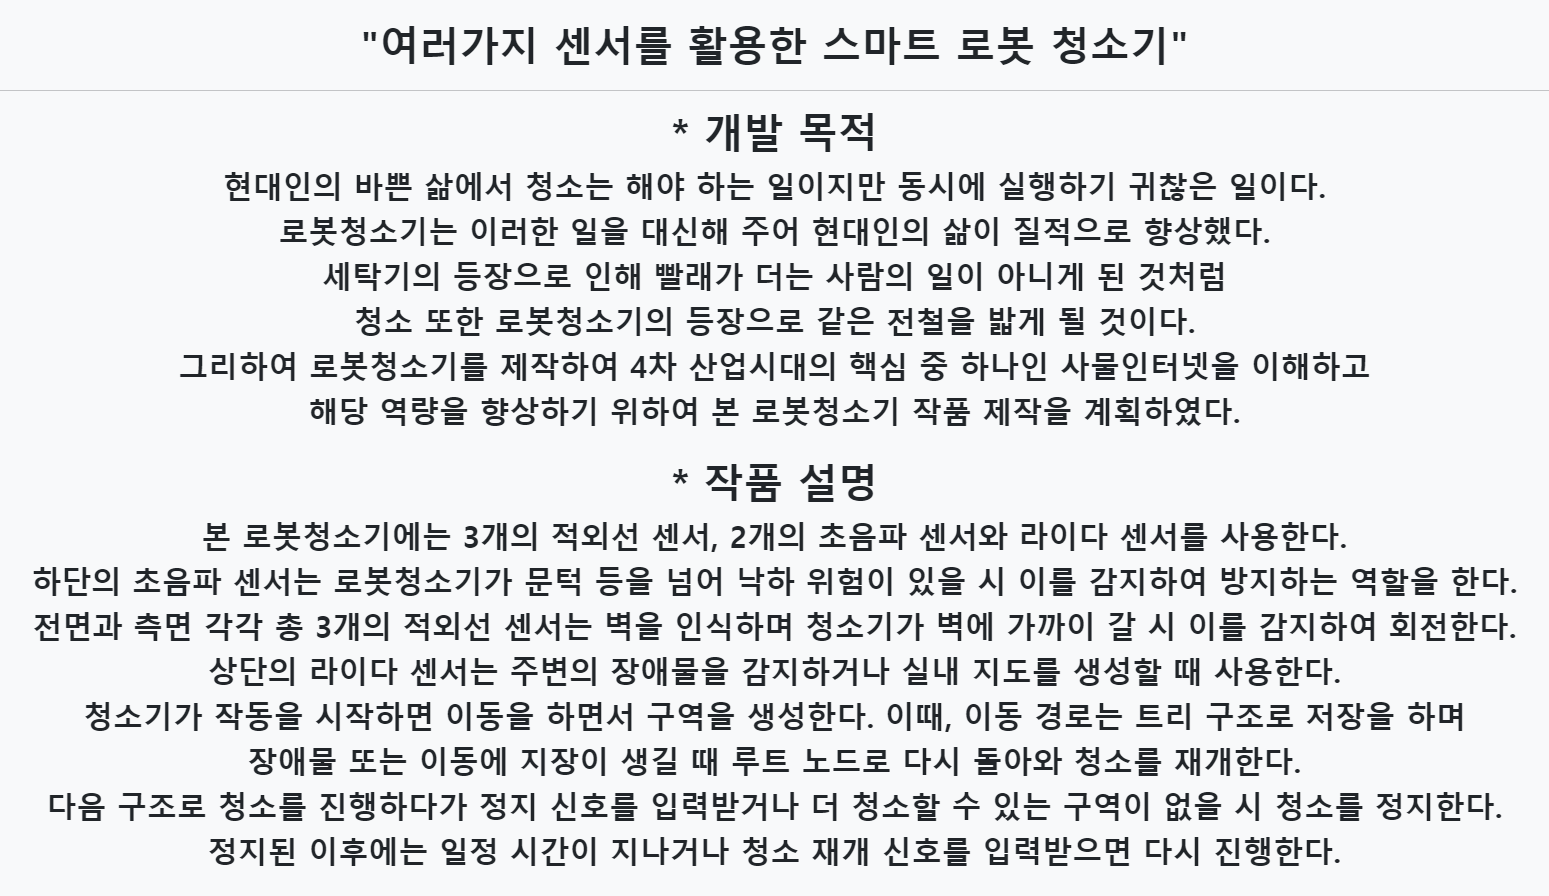 "여러가지 센서를 활용한 스마트 로봇 청소기"
* 개발 목적
현대인의 바쁜 삶에서 청소는 해야 하는 일이지만 동시에 실행하기 귀찮은 일이다.
로봇청소기는 이러한 일을 대신해 주어 현대인의 삶이 질적으로 향상했다.
세탁기의 등장으로 인해 빨래가 더는 사람의 일이 아니게 된 것처럼
청소 또한 로봇청소기의 등장으로 같은 전철을 밟게 될 것이다.
그리하여 로봇청소기를 제작하여 4차 산업시대의 핵심 중 하나인 사물인터넷을 이해하고
해당 역량을 향상하기 위하여 본 로봇청소기 작품 제작을 계획하였다.
* 작품 설명
본 로봇청소기에는 3개의 적외선 센서, 2개의 초음파 센서와 라이다 센서를 사용한다.
하단의 초음파 센서는 로봇청소기가 문턱 등을 넘어 낙하 위험이 있을 시 이를 감지하여 방지하는 역할을 한다.
전면과 측면 각각 총 3개의 적외선 센서는 벽을 인식하며 청소기가 벽에 가까이 갈 시 이를 감지하여 회전한다.
상단의 라이다 센서는 주변의 장애물을 감지하거나 실내 지도를 생성할 때 사용한다.
청소기가 작동을 시작하면 이동을 하면서 구역을 생성한다. 이때, 이동 경로는 트리 구조로 저장을 하며
장애물 또는 이동에 지장이 생길 때 루트 노드로 다시 돌아와 청소를 재개한다.
다음 구조로 청소를 진행하다가 정지 신호를 입력받거나 더 청소할 수 있는 구역이 없을 시 청소를 정지한다.
정지된 이후에는 일정 시간이 지나거나 청소 재개 신호를 입력받으면 다시 진행한다.